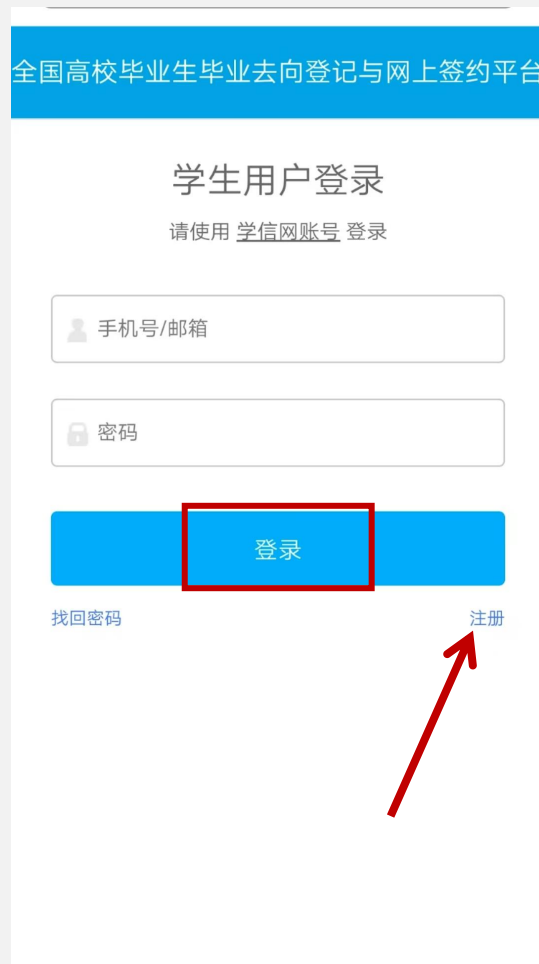 全国高校毕业生毕业去向登记与网上签约平台
学生用户登录
请使用 学信网账号 登录
手机号/邮箱
密码
登录
找回密码 注册